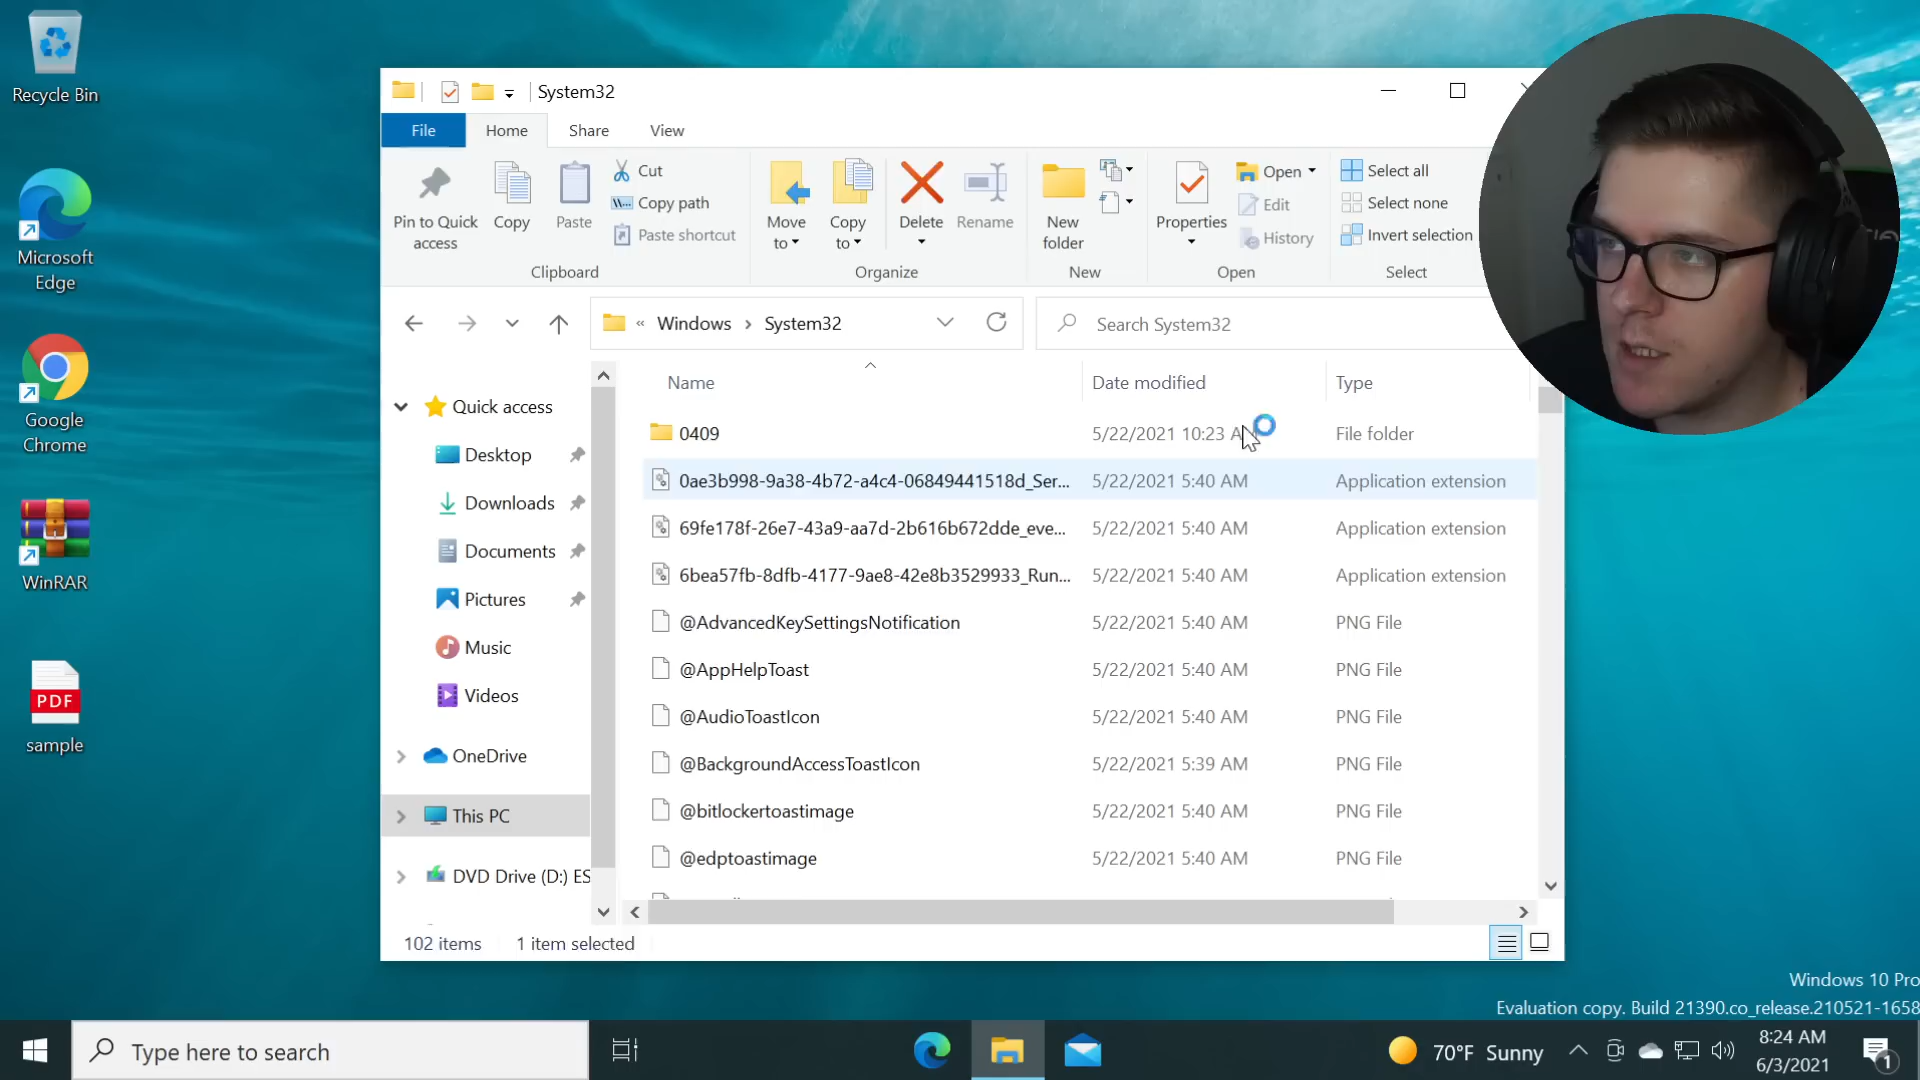 Recycle Bin
Microsoft
Edge
Google
Chrome
WinRAR
PDF
sample
System32
File
Home
Share
View
Pin to Quick
access
Copy
Paste
Cut
Copy path
Paste shortcut
Clipboard
Move
to
Copy
to
Delete
Rename
Organize
New
folder
New
Properties
Open
Edit
History
Open
Select all
Select none
Invert selection
Select
« Windows › System32
Search System32
Quick access
Desktop
Downloads
Documents
Pictures
Music
Videos
OneDrive
This PC
DVD Drive (D:) ES
Name Date modified Type
0409 5/22/2021 10:23 A File folder
0ae3b998-9a38-4b72-a4c4-06849441518d_Ser... 5/22/2021 5:40 AM Application extension
69fe178f-26e7-43a9-aa7d-2b616b672dde_eve... 5/22/2021 5:40 AM Application extension
6bea57fb-8dfb-4177-9ae8-42e8b3529933_Run... 5/22/2021 5:40 AM Application extension
@AdvancedKeySettingsNotification 5/22/2021 5:40 AM PNG File
@AppHelpToast 5/22/2021 5:40 AM PNG File
@AudioToastIcon 5/22/2021 5:40 AM PNG File
@BackgroundAccessToastIcon 5/22/2021 5:39 AM PNG File
@bitlockertoastimage 5/22/2021 5:40 AM PNG File
@edptoastimage 5/22/2021 5:40 AM PNG File
102 items 1 item selected
Windows 10 Pro
Evaluation copy. Build 21390.co_release.210521-1658
Type here to search
70°F Sunny
8:24 AM
6/3/2021
1